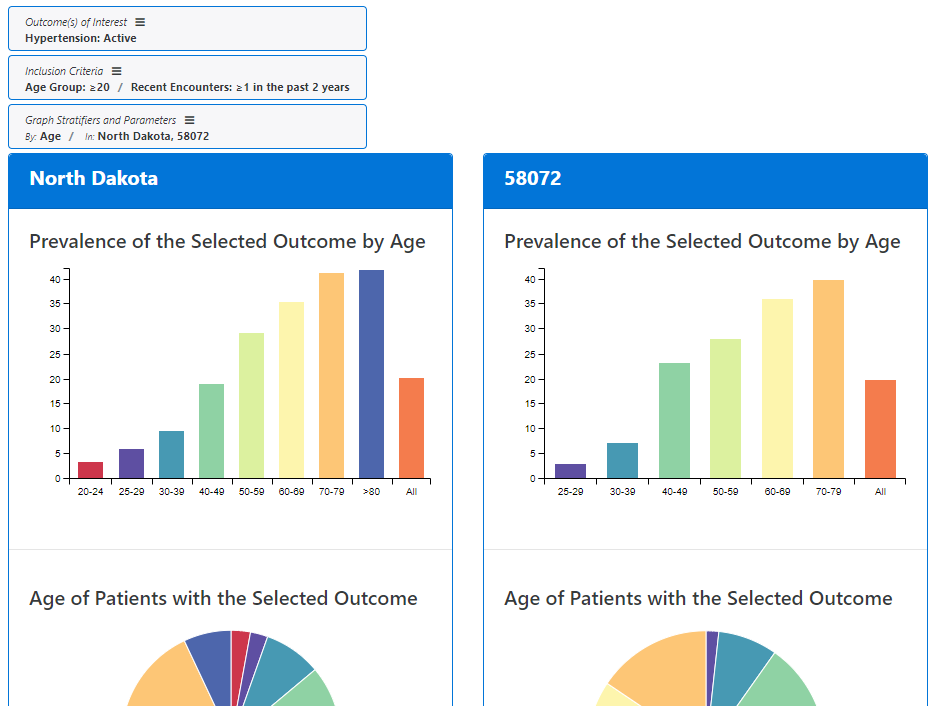 Outcome(s) of Interest
Hypertension: Active
Inclusion Criteria
Age Group: ≥20 / Recent Encounters: ≥1 in the past 2 years
Graph Stratifiers and Parameters
By: Age / In: North Dakota, 58072
North Dakota
Prevalence of the Selected Outcome by Age
40
35
30
25
20
15
10
5
0
20-24 25-29 30-39 40-49 50-59 60-69 70-79 >80 All
Age of Patients with the Selected Outcome
58072
Prevalence of the Selected Outcome by Age
40
35
30
25
20
15
10
5
0
25-29 30-39 40-49 50-59 60-69 70-79 All
Age of Patients with the Selected Outcome